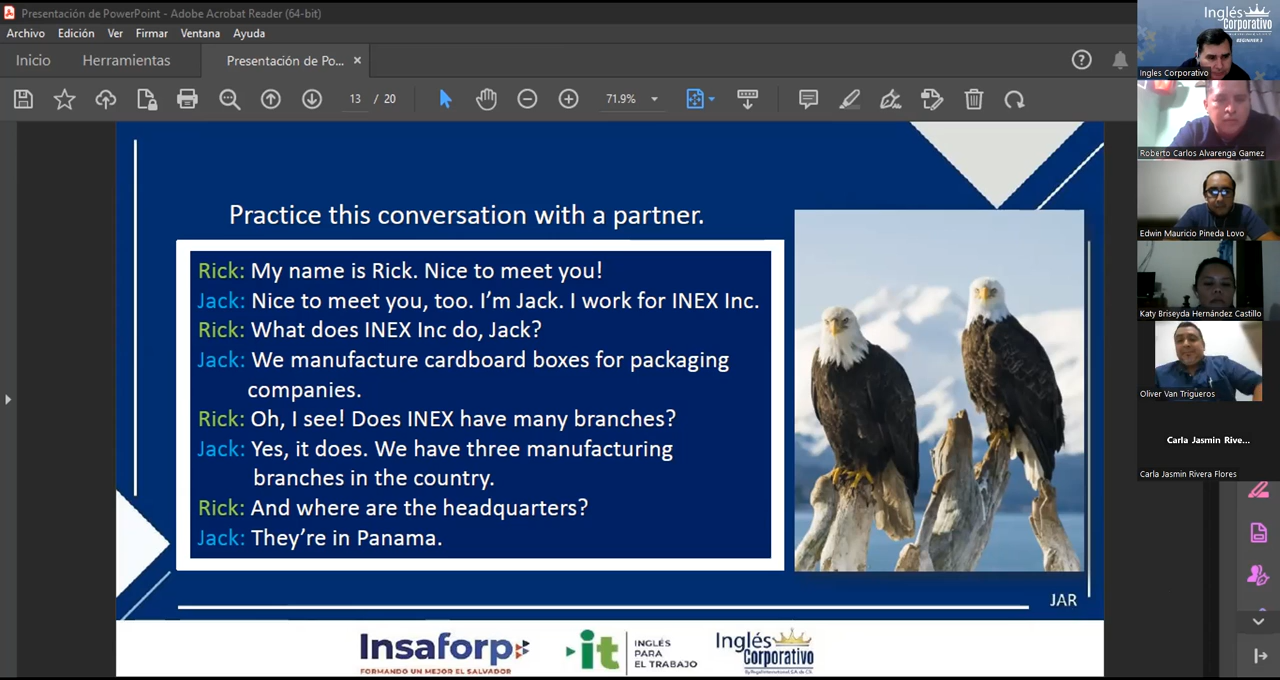 Presentación de PowerPoint - Adobe Acrobat Reader (64-bit)
Archivo Edición Ver Firmar Ventana Ayuda
Inicio Herramientas Presentación de Po... ×
13 / 20 71.9%
Practice this conversation with a partner.
Rick: My name is Rick. Nice to meet you!
Jack: Nice to meet you, too. I'm Jack. I work for INEX Inc.
Rick: What does INEX Inc do, Jack?
Jack: We manufacture cardboard boxes for packaging
companies.
Rick: Oh, I see! Does INEX have many branches?
Jack: Yes, it does. We have three manufacturing
branches in the country.
Rick: And where are the headquarters?
Jack: They're in Panama.
JAR
Insaforp
FORMANDO UN MEJOR EL SALVADOR
it
INGLÉS
PARA
EL TRABAJO
Inglés
Corporativo
Inglés
Corporativo
BEGINNER 3
Ingles Corporativo
Roberto Carlos Alvarenga Gamez
Edwin Mauricio Pineda Lovo
Katy Briseyda Hernández Castillo
Oliver Van Trigueros
Carla Jasmin Rive...
Carla Jasmin Rivera Flores